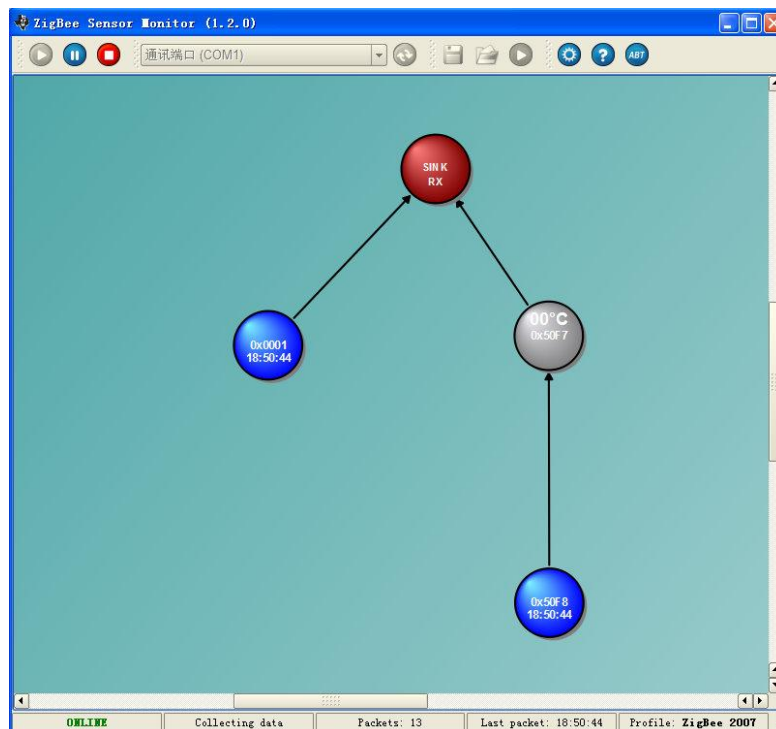 ZigBee Sensor Monitor (1.2.0)
通讯端口 (COM1)
?
ABT
SINK
RX
0x0001
18:50:44
00°C
0x50F7
0x50F8
18:50:44
ONLINE
Collecting data
Packets: 13
Last packet: 18:50:44
Profile: ZigBee 2007